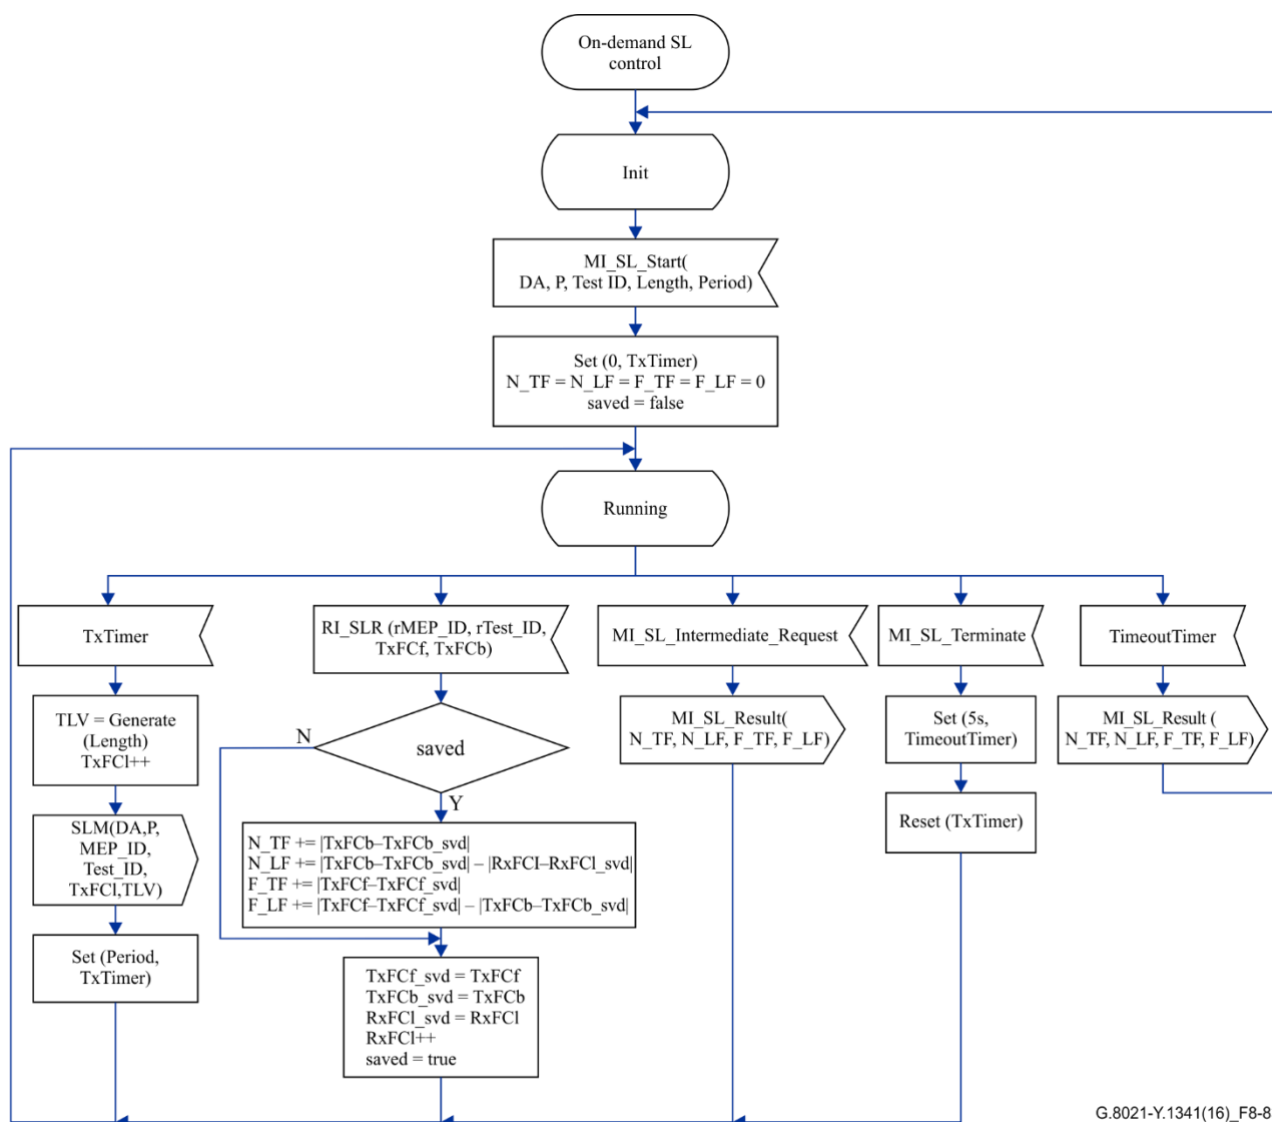 On-demand SL
control
Init
MI_SL_Start(
DA, P, Test ID, Length, Period)
Set (0, TxTimer)
N_TF = N_LF = F_TF = F_LF = 0
saved = false
Running
TxTimer
TLV = Generate
(Length)
TxFCl++
SLM(DA,P,
MEP_ID,
Test_ID,
TxFCl,TLV)
Set (Period,
TxTimer)
RI_SLR (rMEP_ID, rTest_ID,
TxFCf, TxFCb)
N
saved
Y
N_TF += |TxFCb–TxFCb_svd|
N_LF += |TxFCb–TxFCb_svd| – |RxFCl–RxFCl_svd|
F_TF += |TxFCf–TxFCf_svd|
F_LF += |TxFCf–TxFCf_svd| – |TxFCb–TxFCb_svd|
TxFCf_svd = TxFCf
TxFCb_svd = TxFCb
RxFCl_svd = RxFCl
RxFCl++
saved = true
MI_SL_Intermediate_Request
MI_SL_Result(
N_TF, N_LF, F_TF, F_LF)
MI_SL_Terminate
Set (5s,
TimeoutTimer)
Reset (TxTimer)
TimeoutTimer
MI_SL_Result (
N_TF, N_LF, F_TF, F_LF)
G.8021-Y.1341(16)_F8-8